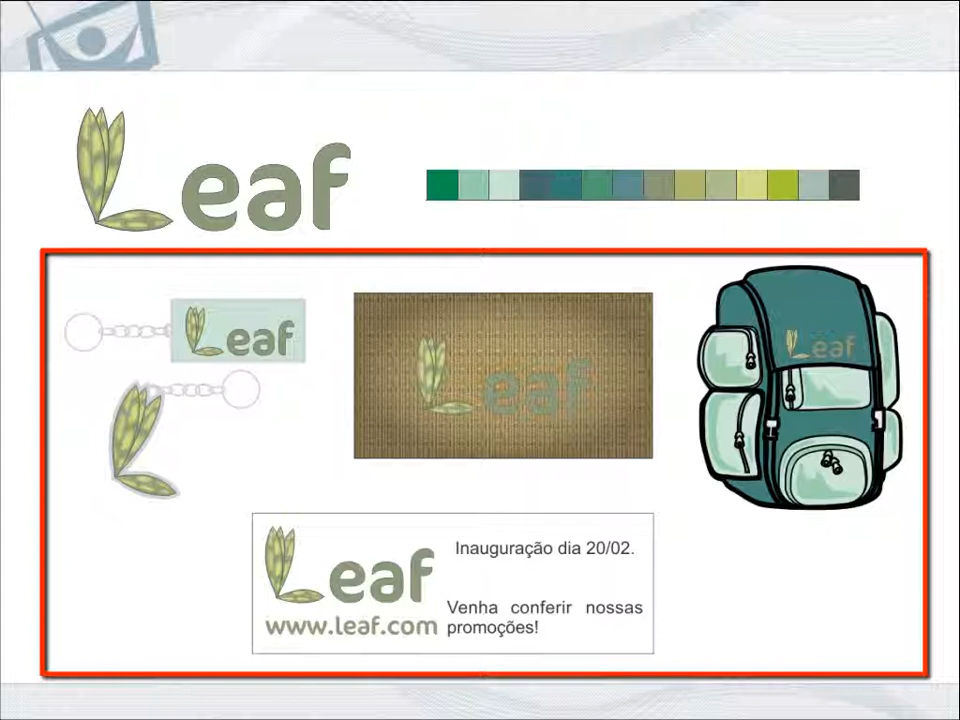 Leaf
Leaf
Leaf
Leaf
Leaf
Inauguração dia 20/02.
Venha conferir nossas
promoções!
www.leaf.com